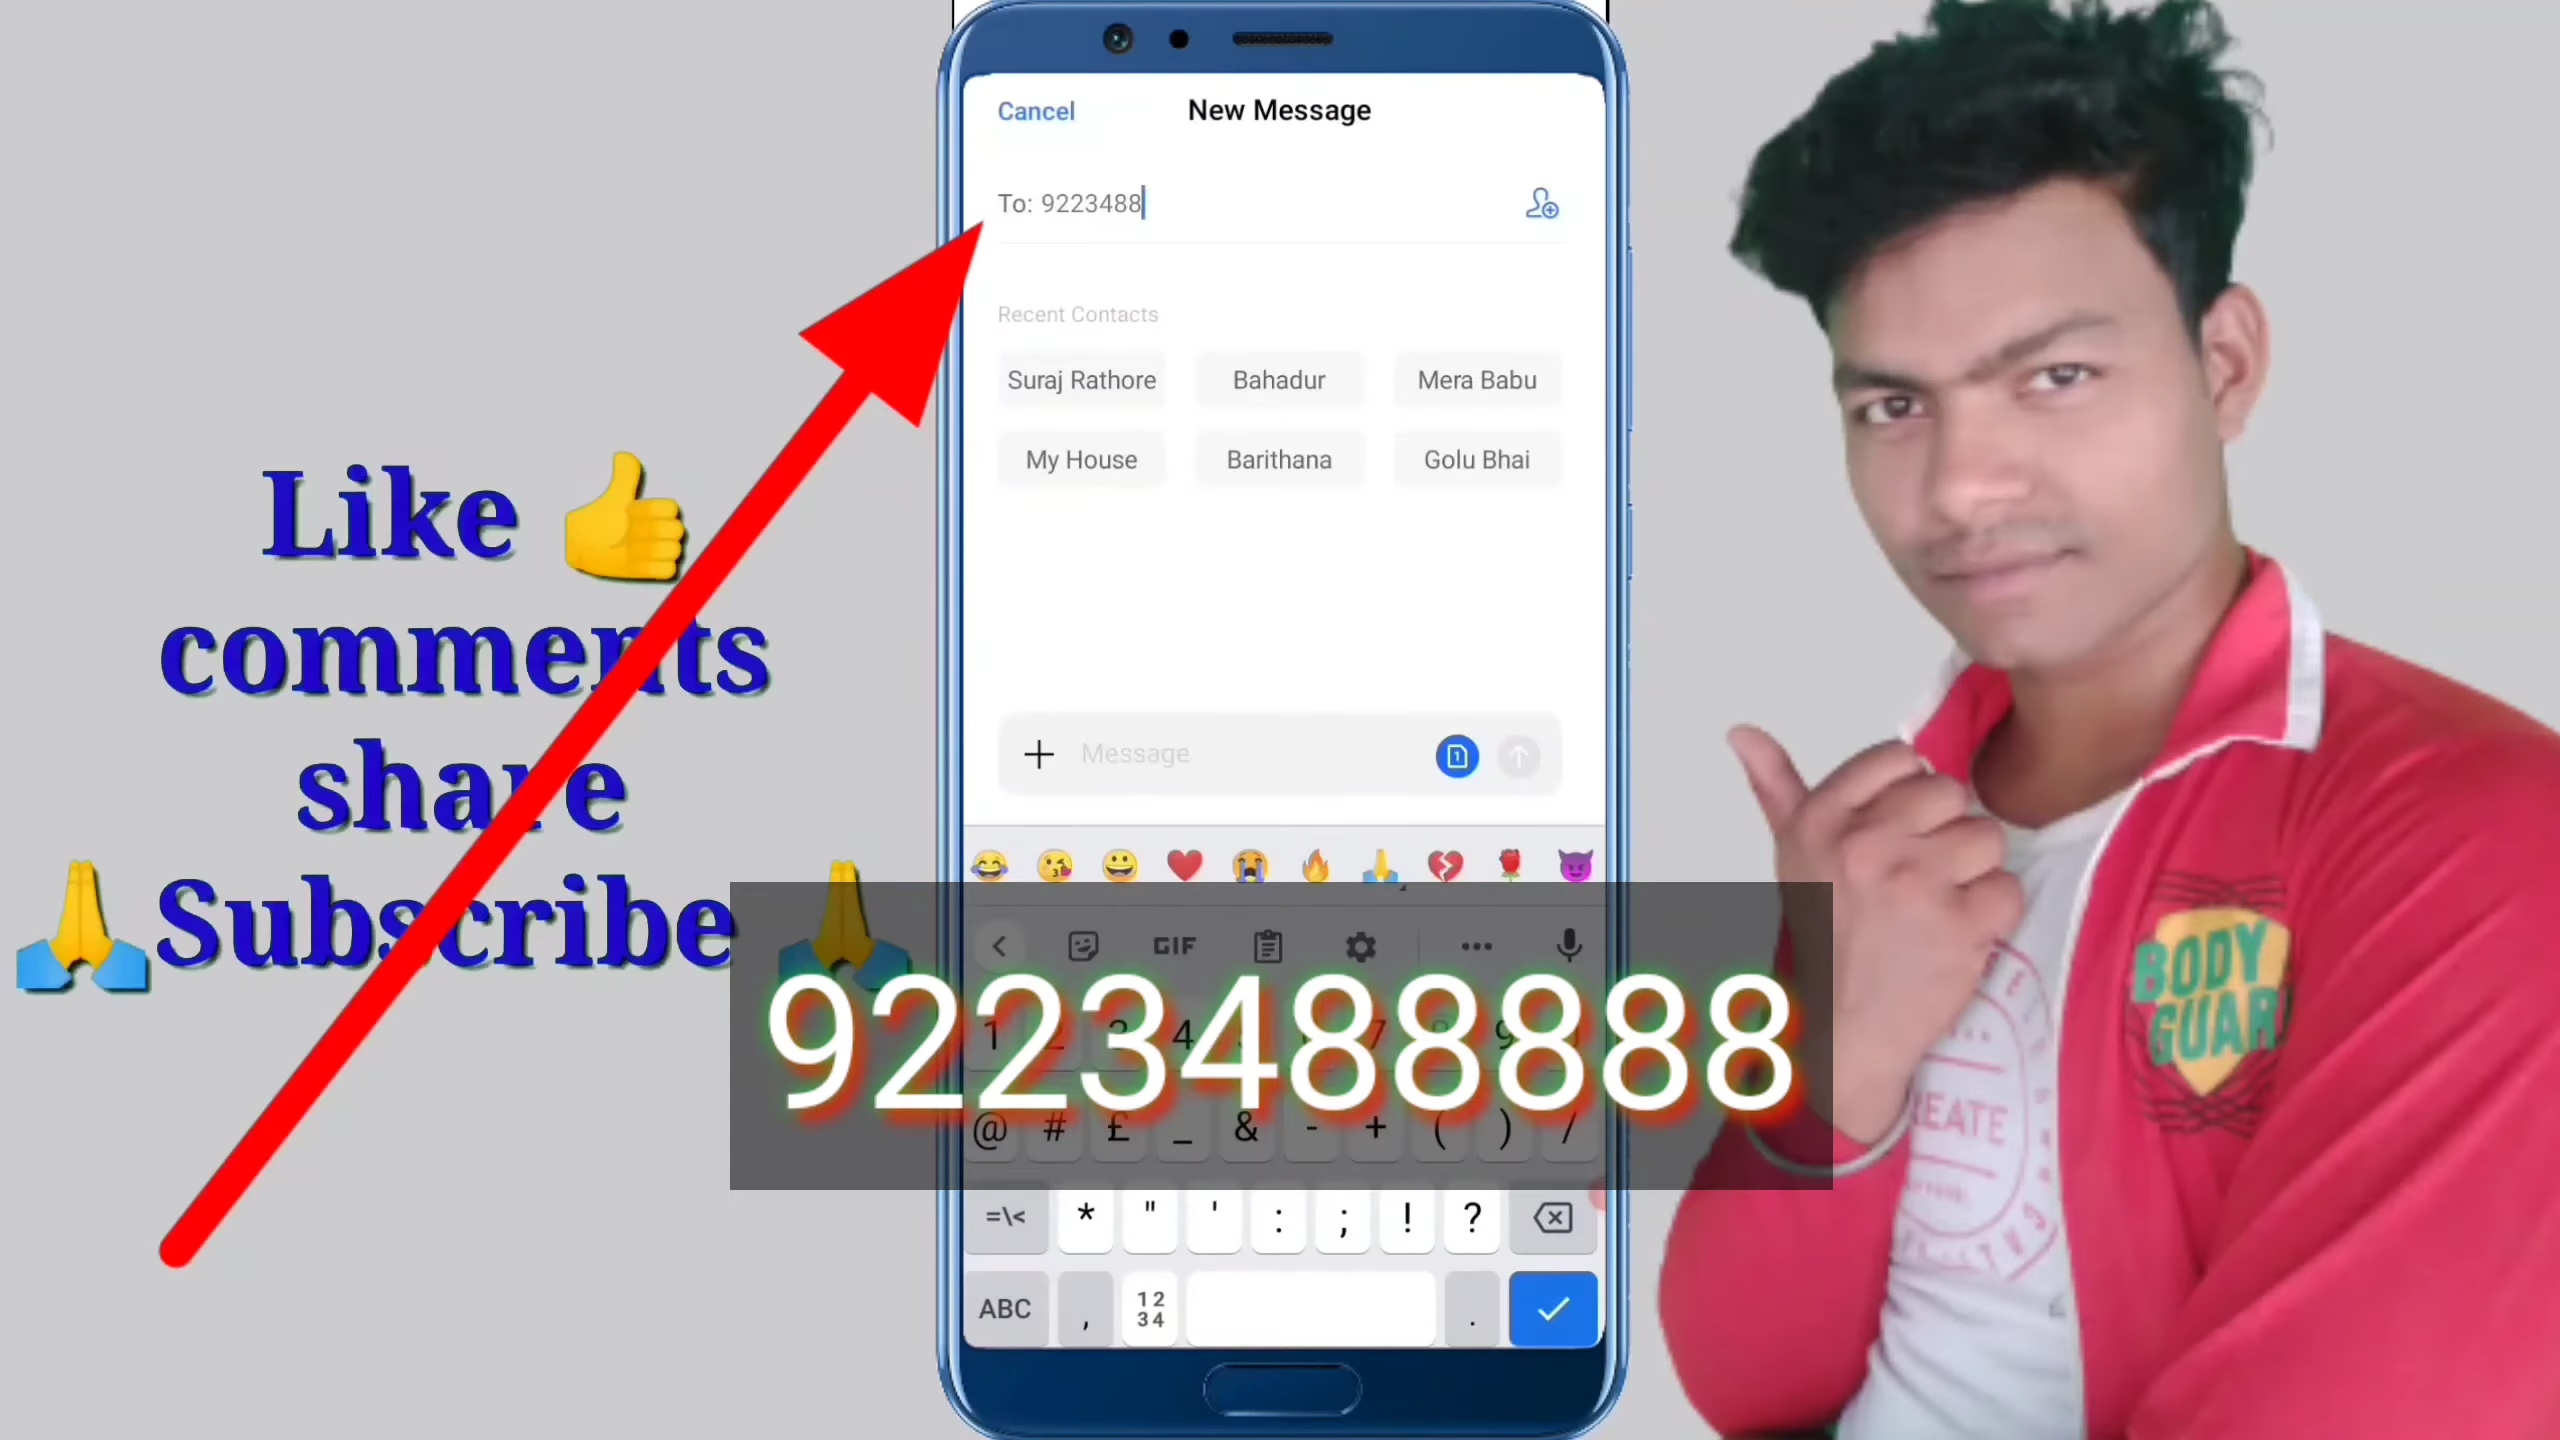 Cancel New Message
To: 9223488
Recent Contacts
Suraj Rathore Bahadur Mera Babu
My House Barithana Golu Bhai
Message
Like 👍
comments
share
🙏Subscribe 🙏
GIF
9223488888
@ # £ _ & - + ( ) /
=\< * " ' : ; ! ?
ABC , 12 34 .
BODY
GUAR